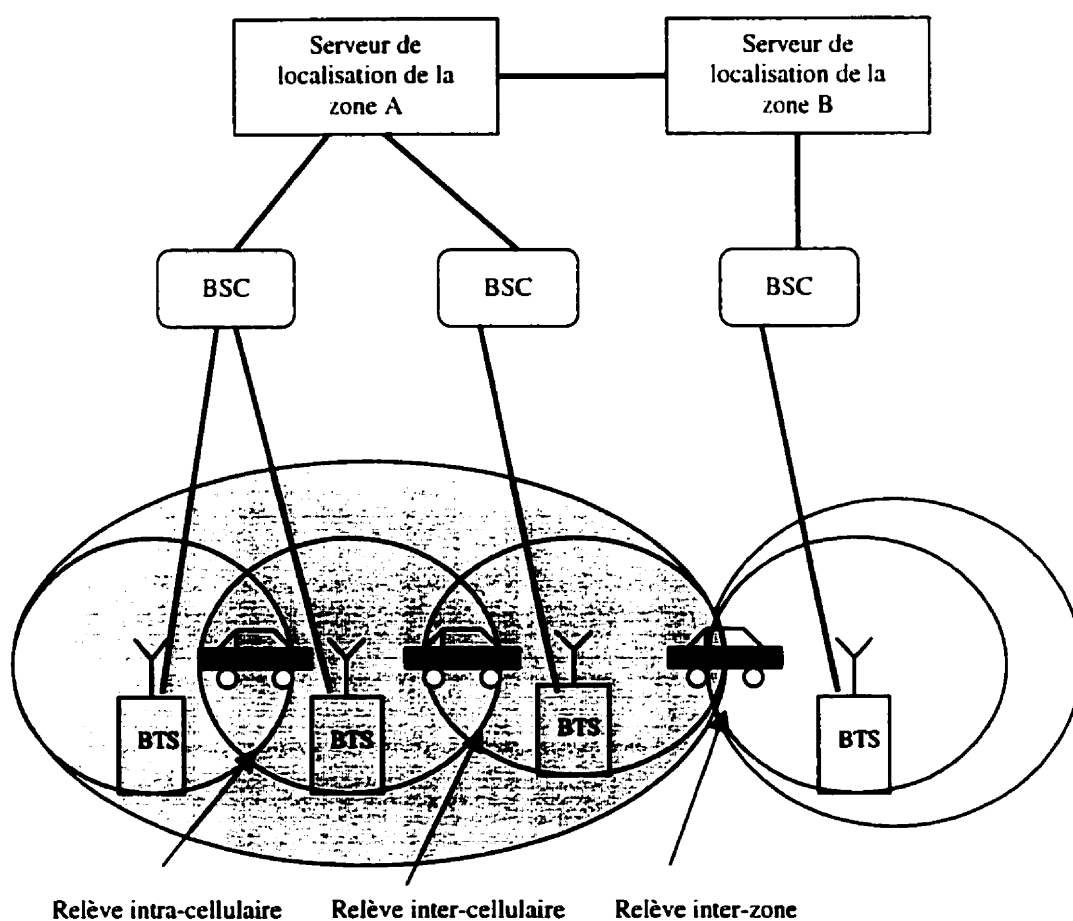 Serveur de
localisation de la
zone A
Serveur de
localisation de la
zone B
BSC
BSC
BSC
BTS
BTS
BTS
BTS
Relève intra-cellulaire
Relève inter-cellulaire
Relève inter-zone